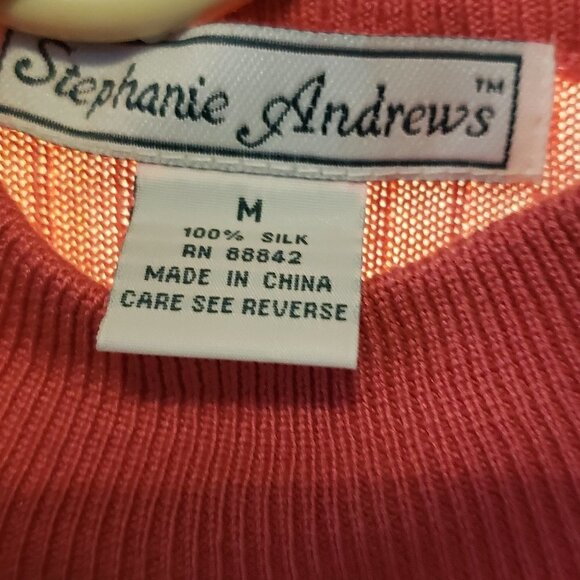 Stephanie Andrews™
M
100% SILK
RN 88842
MADE IN CHINA
CARE SEE REVERSE